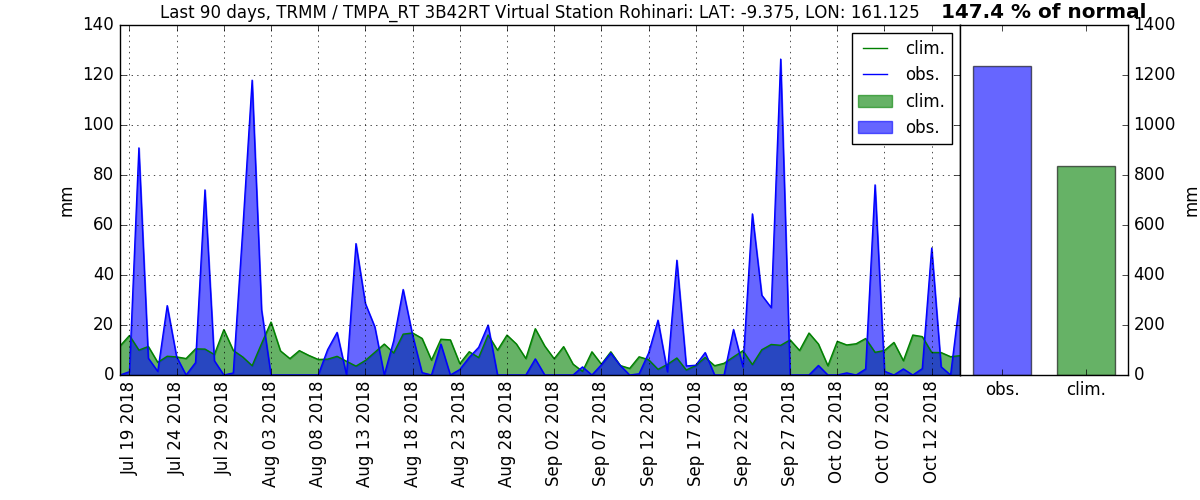 Last 90 days, TRMM / TMPA_RT 3B42RT Virtual Station Rohinari: LAT: -9.375, LON: 161.125
147.4 % of normal
140
120
100
80
60
40
20
0
mm
clim.
obs.
clim.
obs.
1400
1200
1000
800
600
400
200
0
mm
Jul 19 2018
Jul 24 2018
Jul 29 2018
Aug 03 2018
Aug 08 2018
Aug 13 2018
Aug 18 2018
Aug 23 2018
Aug 28 2018
Sep 02 2018
Sep 07 2018
Sep 12 2018
Sep 17 2018
Sep 22 2018
Sep 27 2018
Oct 02 2018
Oct 07 2018
Oct 12 2018
obs.
clim.